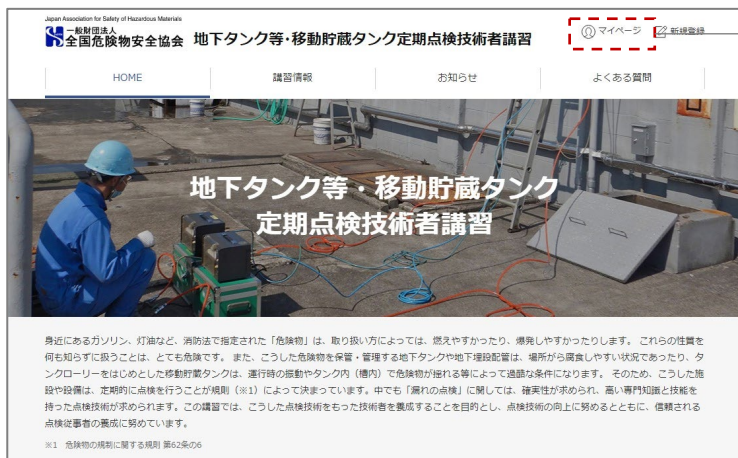 Japan Association for Safety of Hazardous Materials
一般財団法人
全国危険物安全協会 地下タンク等・移動貯蔵タンク定期点検技術者講習
マイページ 新規登録
HOME 講習情報 お知らせ よくある質問
地下タンク等・移動貯蔵タンク
定期点検技術者講習
身近にあるガソリン、灯油など、消防法で指定された「危険物」は、取り扱い方によっては、燃えやすかったり、爆発しやすかったりします。 これらの性質を
何も知らずに扱うことは、とても危険です。 また、こうした危険物を保管・管理する地下タンクや地下埋設配管は、場所から腐食しやすい状況であったり、タ
ンクローリーをはじめとした移動貯蔵タンクは、運行時の振動やタンク内（槽内）で危険物が揺れる等によって過酷な条件になります。 そのため、こうした施
設や設備は、定期的に点検を行うことが規則（※1）によって決まっています。中でも「漏れの点検」に関しては、確実性が求められ、高い専門知識と技能を
持った点検技術が求められます。この講習では、こうした点検技術をもった技術者を養成することを目的とし、点検技術の向上に努めるとともに、信頼される
点検従事者の養成に努めています。
※1 危険物の規制に関する規則 第62条の6